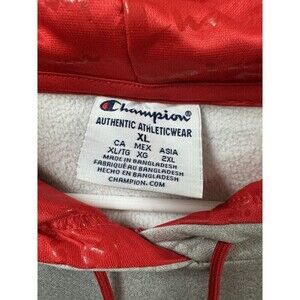 Champion
AUTHENTIC ATHLETICWEAR
XL
CA MEX ASIA
XL/TG XG 2XL
MADE IN BANGLADESH
FABRIQUÉ AU BANGLADESH
HECHO EN BANGLADESH
CHAMPION.COM